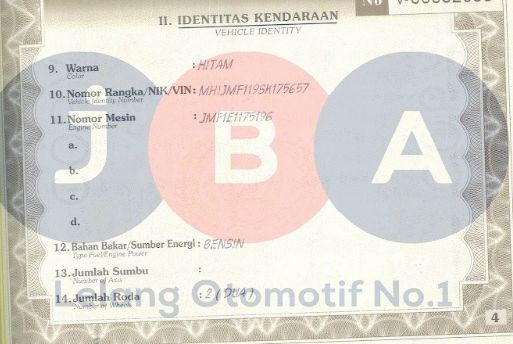 No
II. IDENTITAS KENDARAAN
VEHICLE IDENTITY
9. Warna : HITAM
Color
10. Nomor Rangka/NIK/VIN : MH1JMF119SK175657
Vehicle Identity Number
11. Nomor Mesin : JMF1E1175196
Engine Number
a.
b.
c.
d.
12. Bahan Bakar/Sumber Energi : BENSIN
Type Fuel/Engine Power
13. Jumlah Sumbu :
Number of Axis
14. Jumlah Roda : 2 (DUA)
Number of Wheels
4
J B A
Lelang Otomotif No.1